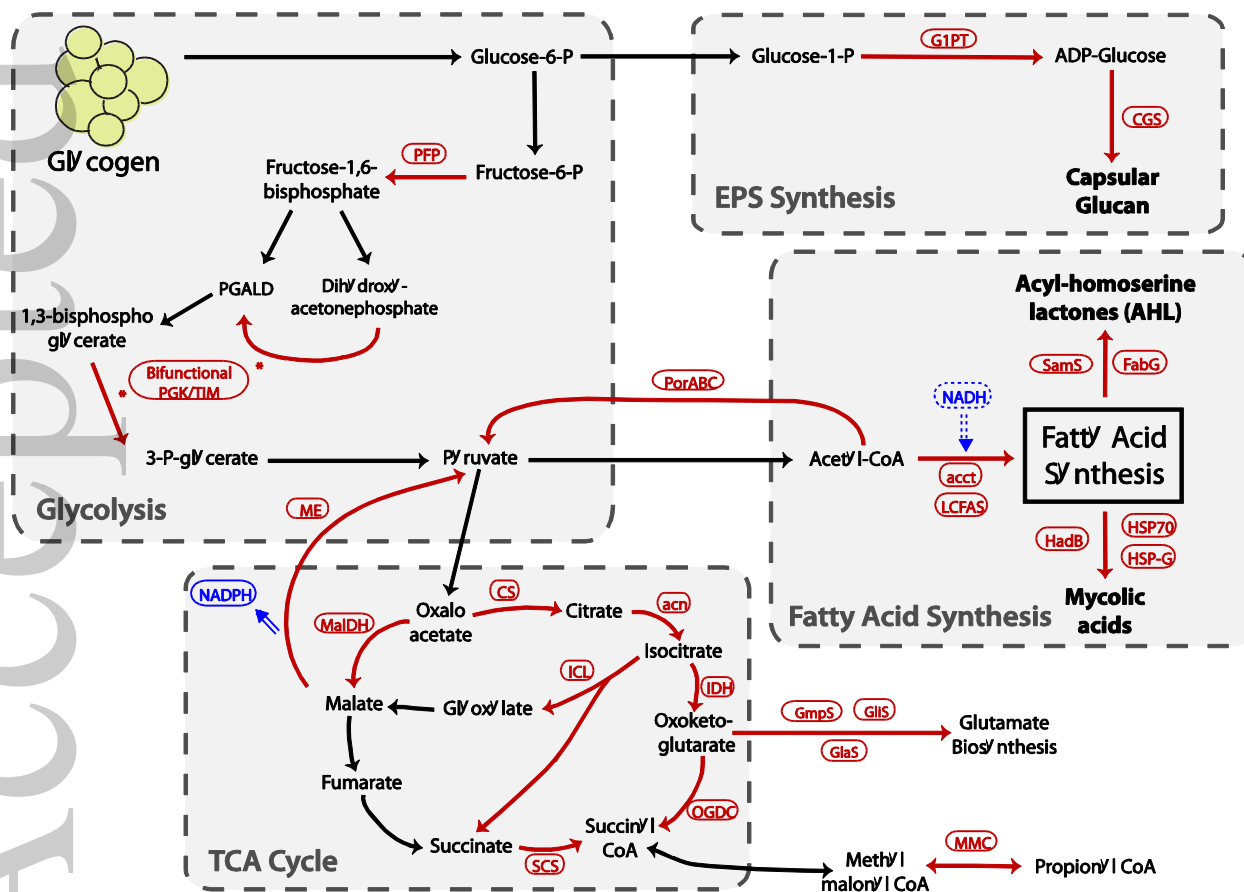 Accepted
Glycogen
Glucose-6-P
Glucose-1-P
G1PT
ADP-Glucose
CGS
Capsular
Glucan
EPS Synthesis
Fructose-1,6-
bisphosphate
PFP
Fructose-6-P
PGALD
Dihydroxy-
acetonephosphate
1,3-bisphospho
glycerate
* Bifunctional *
PGK/TIM
3-P-glycerate
Pyruvate
Glycolysis
PorABC
Acetyl-CoA
Acyl-homoserine
lactones (AHL)
SamS
FabG
NADH
acct
LCFAS
Fatty Acid
Synthesis
HadB
HSP70
HSP-G
Mycolic
acids
Fatty Acid Synthesis
ME
NADPH
Oxalo
acetate
CS
Citrate
acn
MalDH
Isocitrate
ICL
IDH
Malate
Glyoxylate
Oxoketo-
glutarate
GmpS
GliS
GlaS
Glutamate
Biosynthesis
Fumarate
OGDC
Succinate
SCS
Succinyl
CoA
TCA Cycle
Methyl
malonyl CoA
MMC
Propionyl CoA